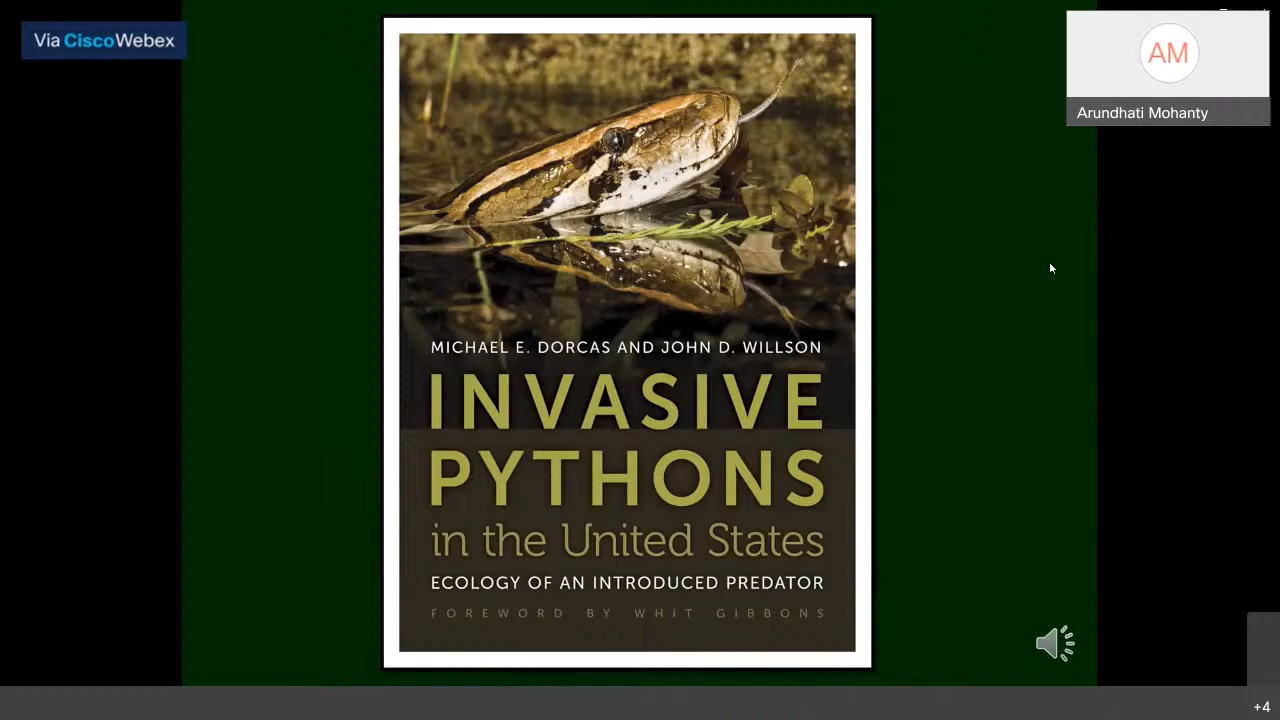 Via CiscoWebex
AM
Arundhati Mohanty
MICHAEL E. DORCAS AND JOHN D. WILLSON
INVASIVE
PYTHONS
in the United States
ECOLOGY OF AN INTRODUCED PREDATOR
FOREWORD BY WHIT GIBBONS
+4